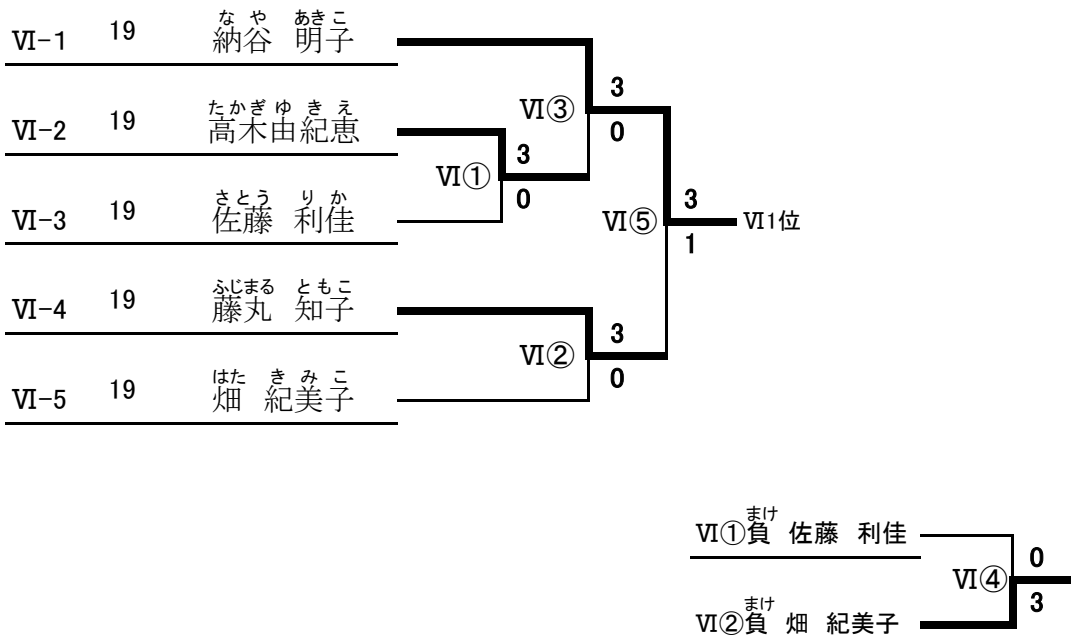 な や あきこ
Ⅵ-1 19 納谷 明子
3
Ⅵ③
0
たかぎ ゆ き え
Ⅵ-2 19 高木由紀恵
3
Ⅵ①
0
さとう り か
Ⅵ-3 19 佐藤 利佳
3
Ⅵ⑤ Ⅵ1位
1
ふじまる ともこ
Ⅵ-4 19 藤丸 知子
3
Ⅵ②
0
はた き み こ
Ⅵ-5 19 畑 紀美子
まけ
Ⅵ①負 佐藤 利佳
0
Ⅵ④
3
まけ
Ⅵ②負 畑 紀美子